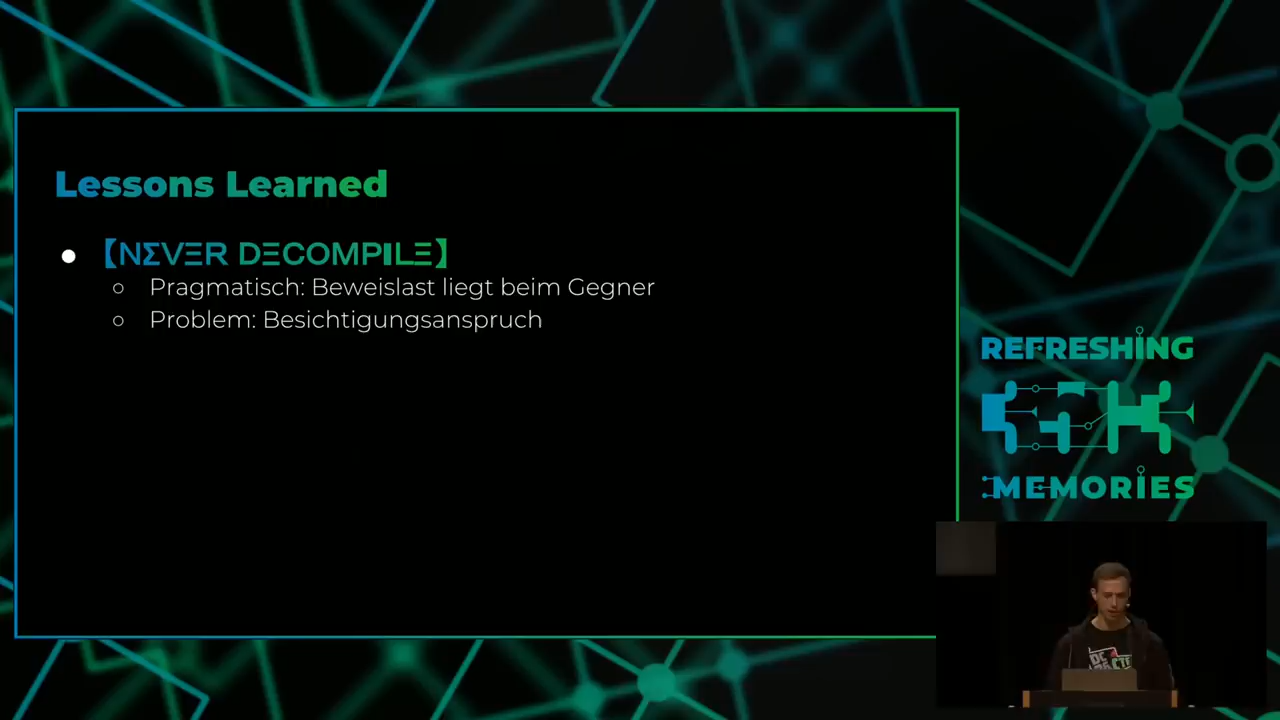 Lessons Learned
● 【NΣVΞR DΞCOMPILΞ】
○ Pragmatisch: Beweislast liegt beim Gegner
○ Problem: Besichtigungsanspruch
REFRESHING
MEMORIES